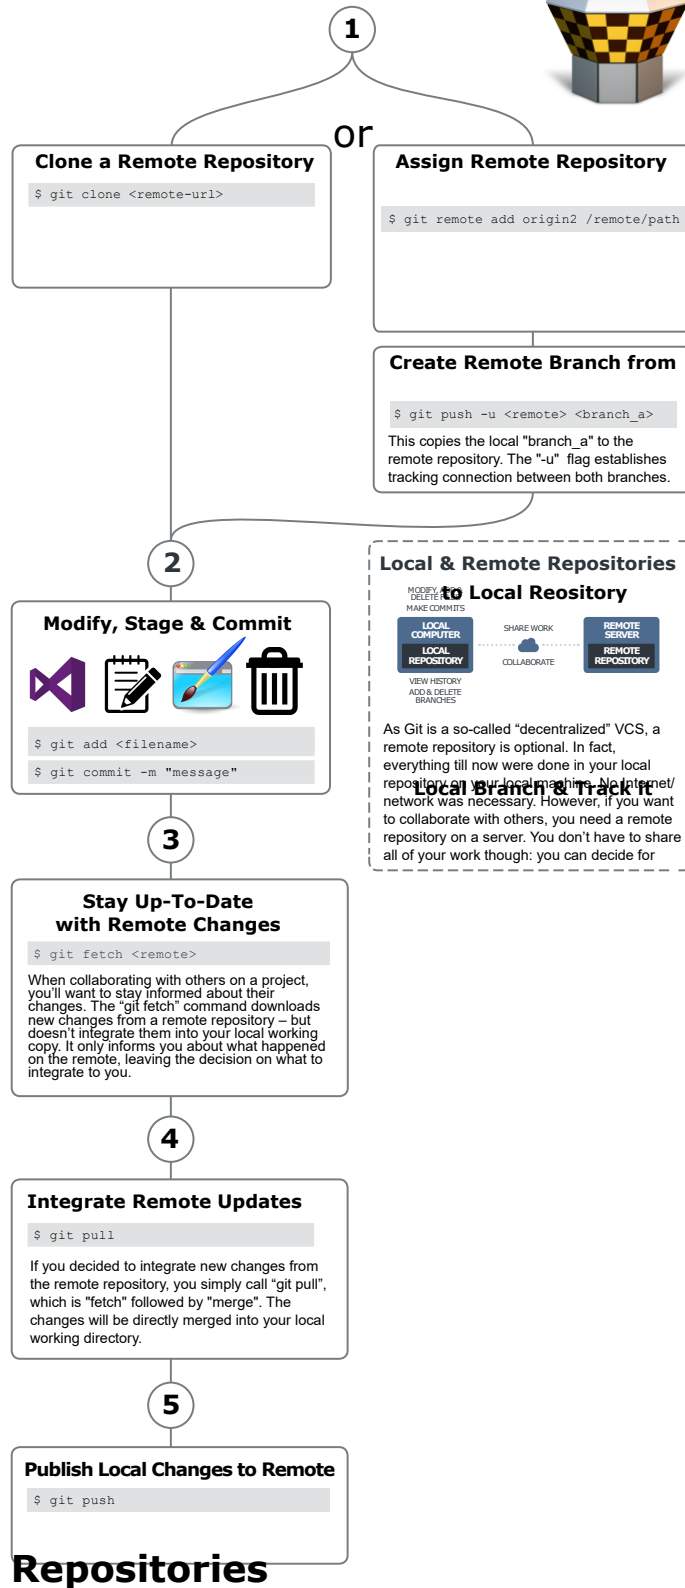 1
or
Clone a Remote Repository
$ git clone <remote-url>
Assign Remote Repository
$ git remote add origin2 /remote/path
Create Remote Branch from
$ git push -u <remote> <branch_a>
This copies the local "branch_a" to the
remote repository. The "-u" flag establishes
tracking connection between both branches.
2
Modify, Stage & Commit
$ git add <filename>
$ git commit -m "message"
Local & Remote Repositories
to Local Reository
MODIFY, ADD &
DELETE FILES
MAKE COMMITS
LOCAL
COMPUTER
LOCAL
REPOSITORY
VIEW HISTORY
ADD & DELETE
BRANCHES
SHARE WORK
COLLABORATE
REMOTE
SERVER
REMOTE
REPOSITORY
As Git is a so-called “decentralized” VCS, a
remote repository is optional. In fact,
everything till now were done in your local
repository on your local machine. No Internet/
Local Branch & Track it
network was necessary. However, if you want
to collaborate with others, you need a remote
repository on a server. You don’t have to share
all of your work though: you can decide for
3
Stay Up-To-Date
with Remote Changes
$ git fetch <remote>
When collaborating with others on a project,
you’ll want to stay informed about their
changes. The “git fetch” command downloads
new changes from a remote repository – but
doesn’t integrate them into your local working
copy. It only informs you about what happened
on the remote, leaving the decision on what to
integrate to you.
4
Integrate Remote Updates
$ git pull
If you decided to integrate new changes from
the remote repository, you simply call “git pull”,
which is "fetch" followed by "merge". The
changes will be directly merged into your local
working directory.
5
Publish Local Changes to Remote
$ git push
Repositories